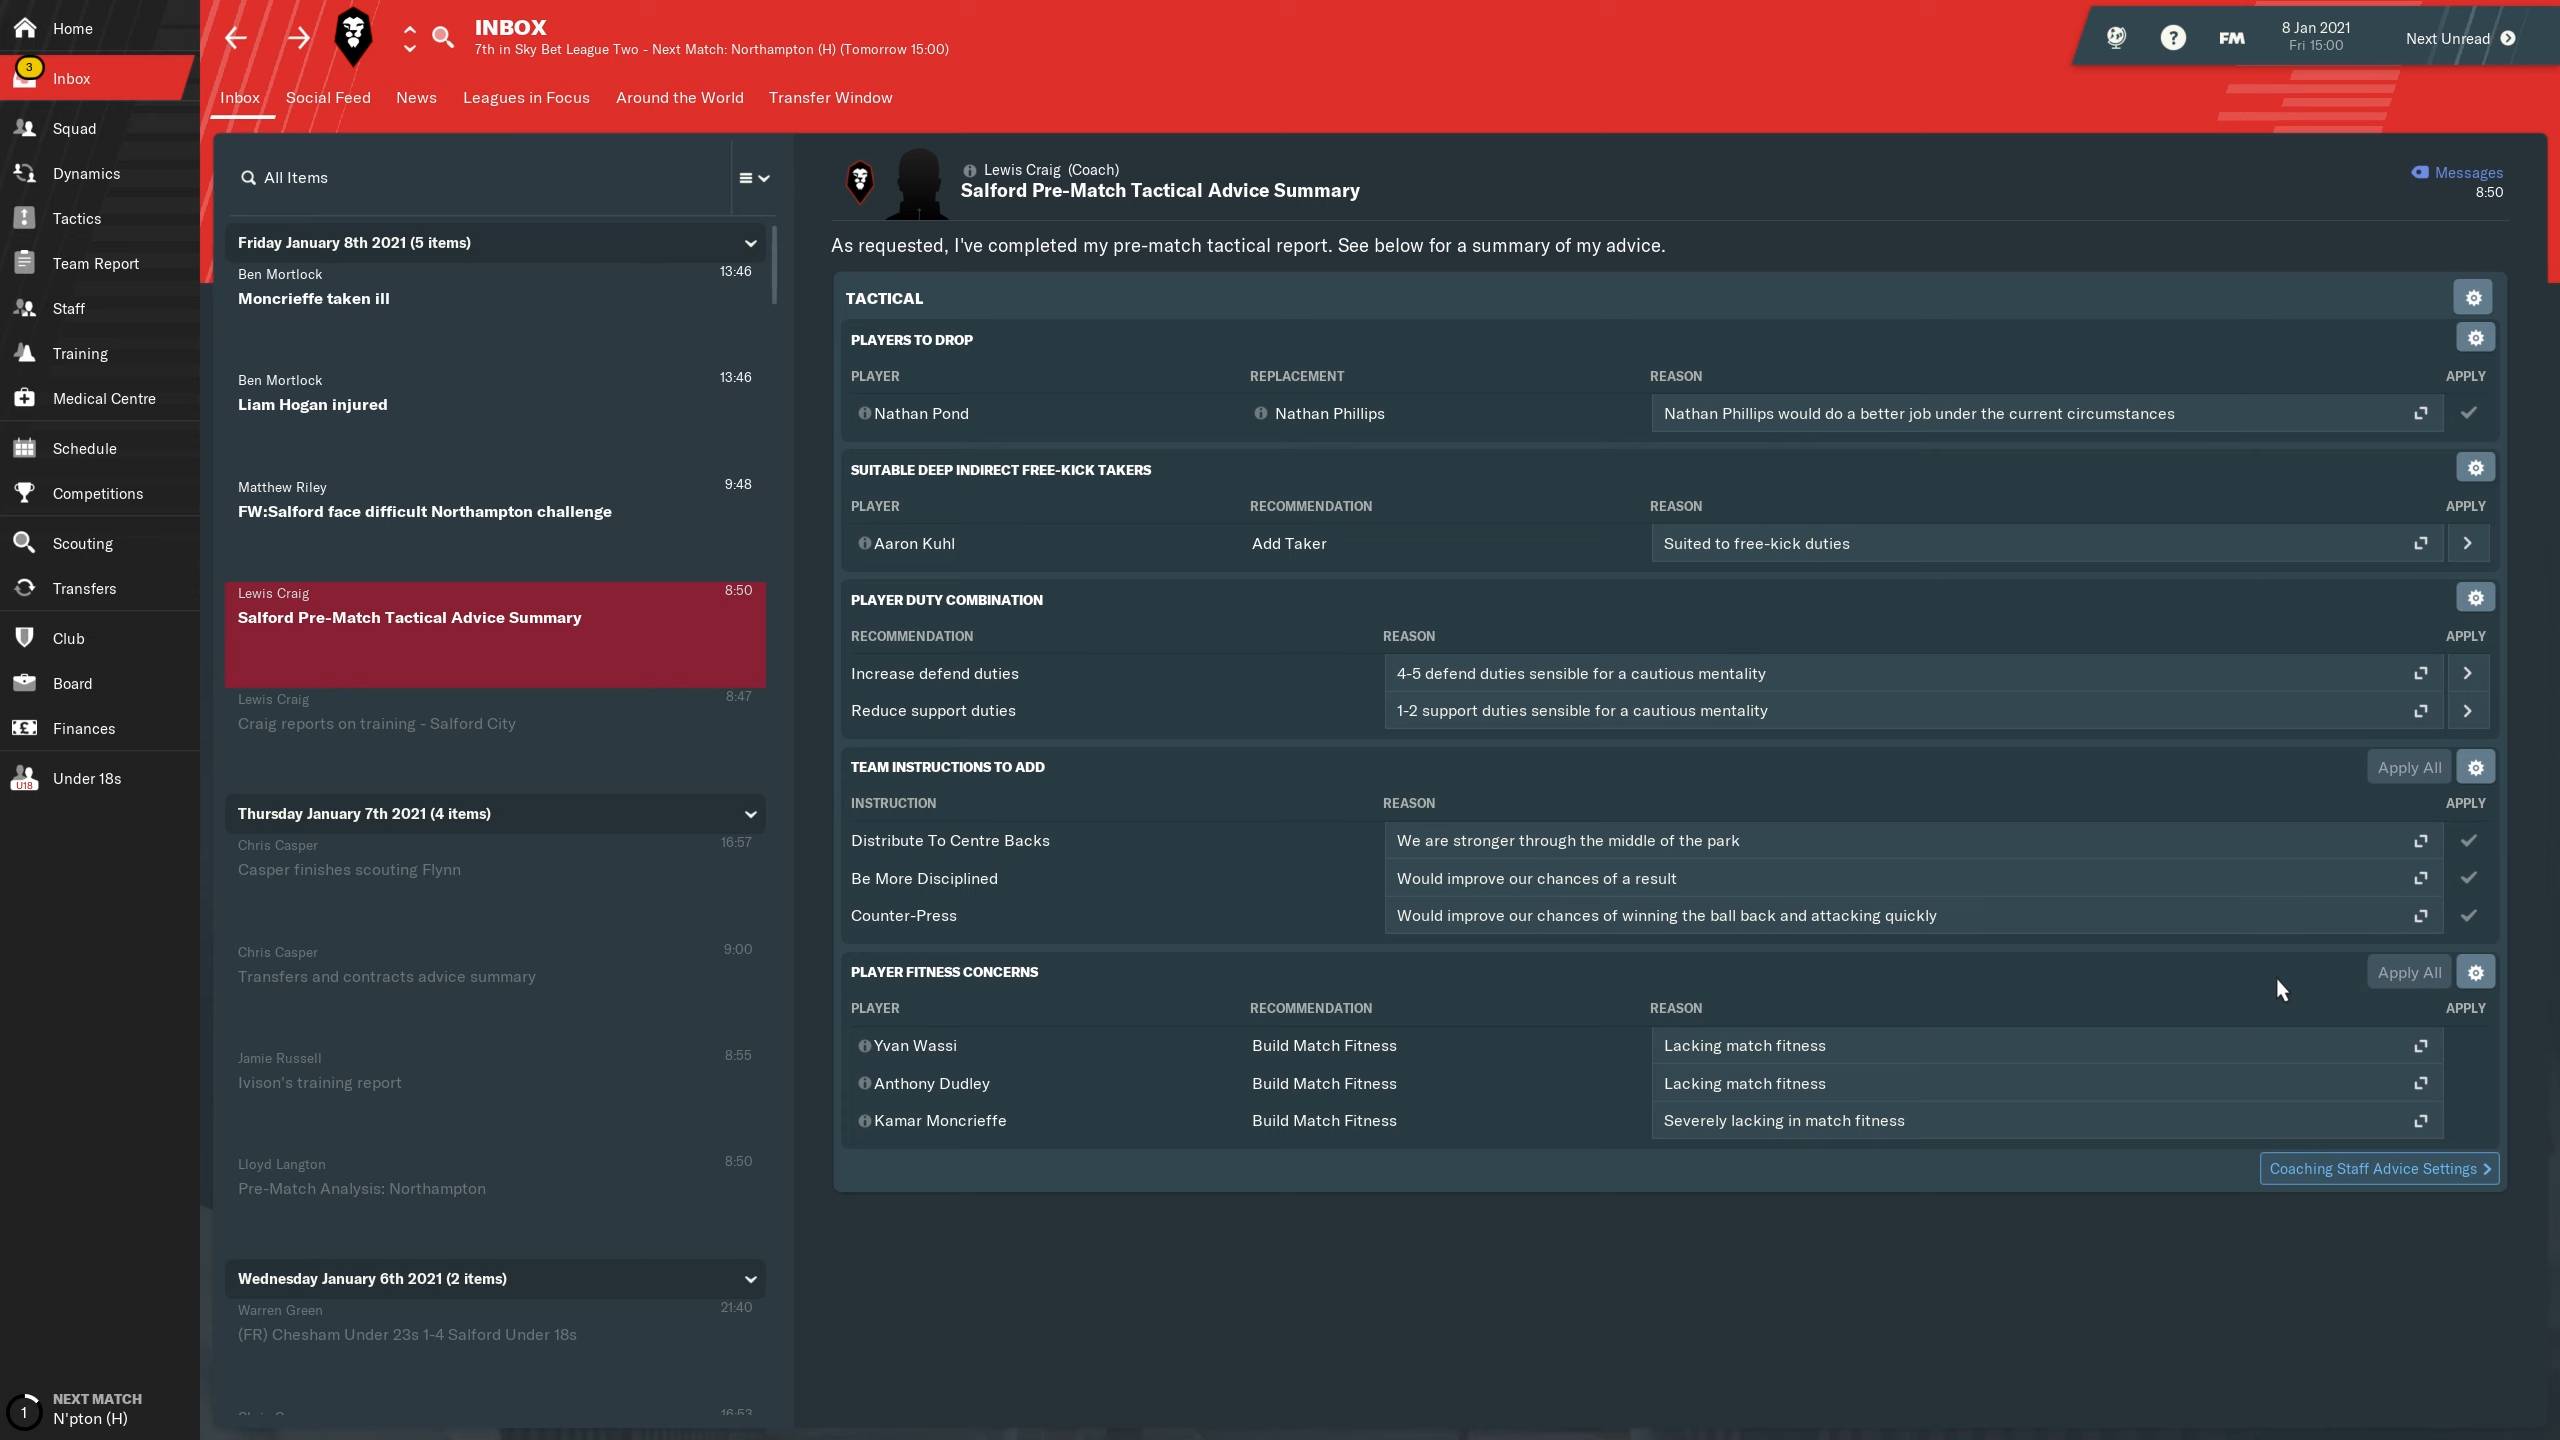 Home
3
Inbox
Squad
Dynamics
Tactics
Team Report
Staff
Training
Medical Centre
Schedule
Competitions
Scouting
Transfers
Club
Board
Finances
U18
Under 18s
1
NEXT MATCH
N'pton (H)
INBOX
7th in Sky Bet League Two - Next Match: Northampton (H) (Tomorrow 15:00)
? FM
8 Jan 2021
Fri 15:00
Next Unread
Inbox Social Feed News Leagues in Focus Around the World Transfer Window
All Items
Friday January 8th 2021 (5 items)
Ben Mortlock 13:46
Moncrieffe taken ill
Ben Mortlock 13:46
Liam Hogan injured
Matthew Riley 9:48
FW:Salford face difficult Northampton challenge
Lewis Craig 8:50
Salford Pre-Match Tactical Advice Summary
Lewis Craig 8:47
Craig reports on training - Salford City
Thursday January 7th 2021 (4 items)
Chris Casper 16:57
Casper finishes scouting Flynn
Chris Casper 9:00
Transfers and contracts advice summary
Jamie Russell 8:55
Ivison's training report
Lloyd Langton 8:50
Pre-Match Analysis: Northampton
Wednesday January 6th 2021 (2 items)
Warren Green 21:40
(FR) Chesham Under 23s 1-4 Salford Under 18s
16:53
Lewis Craig (Coach)
Salford Pre-Match Tactical Advice Summary
Messages
8:50
As requested, I've completed my pre-match tactical report. See below for a summary of my advice.
TACTICAL
PLAYERS TO DROP
PLAYER REPLACEMENT REASON APPLY
Nathan Pond Nathan Phillips Nathan Phillips would do a better job under the current circumstances
SUITABLE DEEP INDIRECT FREE-KICK TAKERS
PLAYER RECOMMENDATION REASON APPLY
Aaron Kuhl Add Taker Suited to free-kick duties
PLAYER DUTY COMBINATION
RECOMMENDATION REASON APPLY
Increase defend duties 4-5 defend duties sensible for a cautious mentality
Reduce support duties 1-2 support duties sensible for a cautious mentality
TEAM INSTRUCTIONS TO ADD Apply All
INSTRUCTION REASON APPLY
Distribute To Centre Backs We are stronger through the middle of the park
Be More Disciplined Would improve our chances of a result
Counter-Press Would improve our chances of winning the ball back and attacking quickly
PLAYER FITNESS CONCERNS Apply All
PLAYER RECOMMENDATION REASON APPLY
Yvan Wassi Build Match Fitness Lacking match fitness
Anthony Dudley Build Match Fitness Lacking match fitness
Kamar Moncrieffe Build Match Fitness Severely lacking in match fitness
Coaching Staff Advice Settings